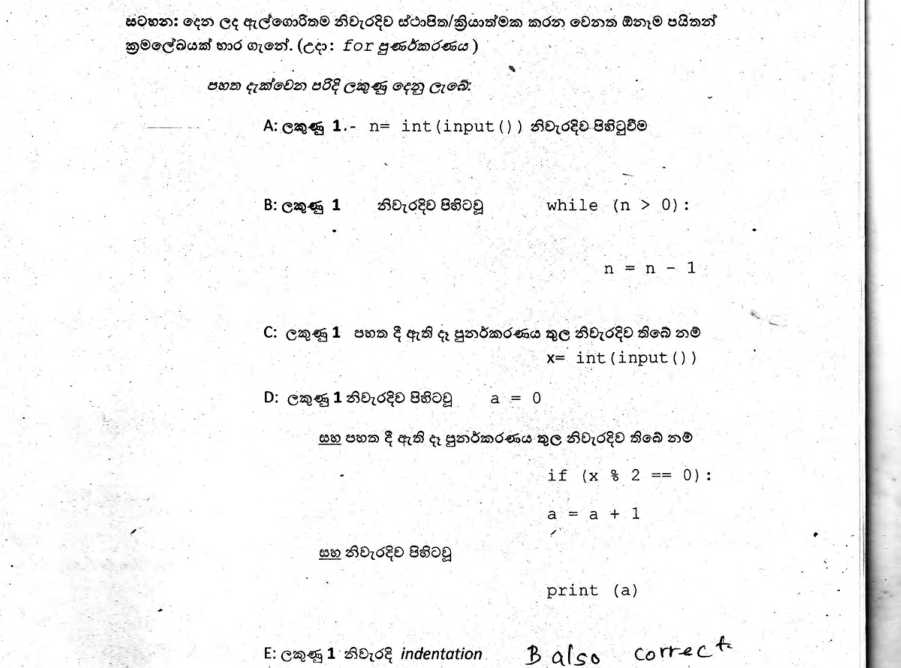 සටහන: දෙන ලද ඇල්ගොරිතම නිවැරදිව ස්ථාපිත/ක්‍රියාත්මක කරන වෙනත් ඕනෑම පයිතන්
ක්‍රමලේඛයක් භාර ගැනේ. (උදා: for පුණර්කරණය )
පහත දැක්වෙන පරිදි ලකුණු දෙනු ලැබේ:
A: ලකුණු 1.- n= int(input()) නිවැරදිව පිහිටුවීම
B: ලකුණු 1 නිවැරදිව පිහිටවූ while (n > 0):
n = n - 1
C: ලකුණු 1 පහත දී ඇති දෑ පුනර්කරණය තුල නිවැරදිව තිබේ නම්
x= int(input())
D: ලකුණු 1 නිවැරදිව පිහිටවූ a = 0
සහ පහත දී ඇති දෑ පුනර්කරණය තුල නිවැරදිව තිබේ නම්
if (x % 2 == 0):
a = a + 1
සහ නිවැරදිව පිහිටවූ
print (a)
E: ලකුණු 1 නිවැරදි indentation B also correct